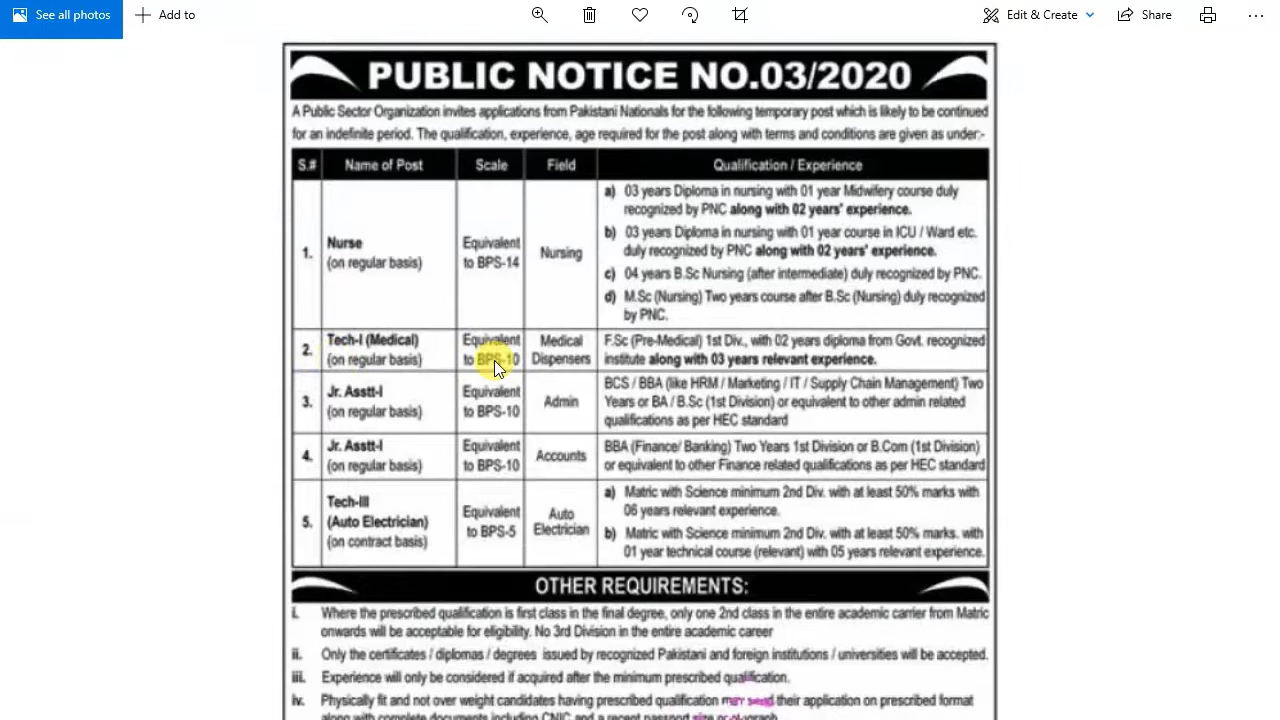 See all photos
Add to
Edit & Create
Share
PUBLIC NOTICE NO.03/2020
A Public Sector Organization invites applications from Pakistani Nationals for the following temporary post which is likely to be continued
for an indefinite period. The qualification, experience, age required for the post along with terms and conditions are given as under:-
S.# Name of Post Scale Field Qualification / Experience
1. Nurse
(on regular basis)
Equivalent
to BPS-14
Nursing
a) 03 years Diploma in nursing with 01 year Midwifery course duly
recognized by PNC along with 02 years' experience.
b) 03 years Diploma in nursing with 01 year course in ICU / Ward etc.
duly recognized by PNC along with 02 years' experience.
c) 04 years B.Sc Nursing (after intermediate) duly recognized by PNC.
d) M.Sc (Nursing) Two years course after B.Sc (Nursing) duly recognized
by PNC.
2. Tech-I (Medical)
(on regular basis)
Equivalent
to BPS-10
Medical
Dispensers
F.Sc (Pre-Medical) 1st Div., with 02 years diploma from Govt. recognized
institute along with 03 years relevant experience.
3. Jr. Asstt-I
(on regular basis)
Equivalent
to BPS-10
Admin
BCS / BBA (like HRM / Marketing / IT / Supply Chain Management) Two
Years or BA / B.Sc (1st Division) or equivalent to other admin related
qualifications as per HEC standard
4. Jr. Asstt-I
(on regular basis)
Equivalent
to BPS-10
Accounts
BBA (Finance/ Banking) Two Years 1st Division or B.Com (1st Division)
or equivalent to other Finance related qualifications as per HEC standard
5. Tech-III
(Auto Electrician)
(on contract basis)
Equivalent
to BPS-5
Auto
Electrician
a) Matric with Science minimum 2nd Div. with at least 50% marks with
06 years relevant experience.
b) Matric with Science minimum 2nd Div. with at least 50% marks. with
01 year technical course (relevant) with 05 years relevant experience.
OTHER REQUIREMENTS:
i. Where the prescribed qualification is first class in the final degree, only one 2nd class in the entire academic carrier from Matric
onwards will be acceptable for eligibility. No 3rd Division in the entire academic career
ii. Only the certificates / diplomas / degrees issued by recognized Pakistani and foreign institutions / universities will be accepted.
iii. Experience will only be considered if acquired after the minimum prescribed qualification.
iv. Physically fit and not over weight candidates having prescribed qualification their application on prescribed format
along with complete documents including CNIC and a recent passport size